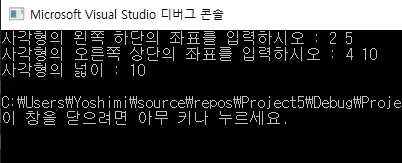 Microsoft Visual Studio 디버그 콘솔
사각형의 왼쪽 하단의 좌표를 입력하시오 : 2 5
사각형의 오른쪽 상단의 좌표를 입력하시오 : 4 10
사각형의 넓이 : 10
C:₩Users₩Yoshimi₩source₩repos₩Project5₩Debug₩Proje
이 창을 닫으려면 아무 키나 누르세요.